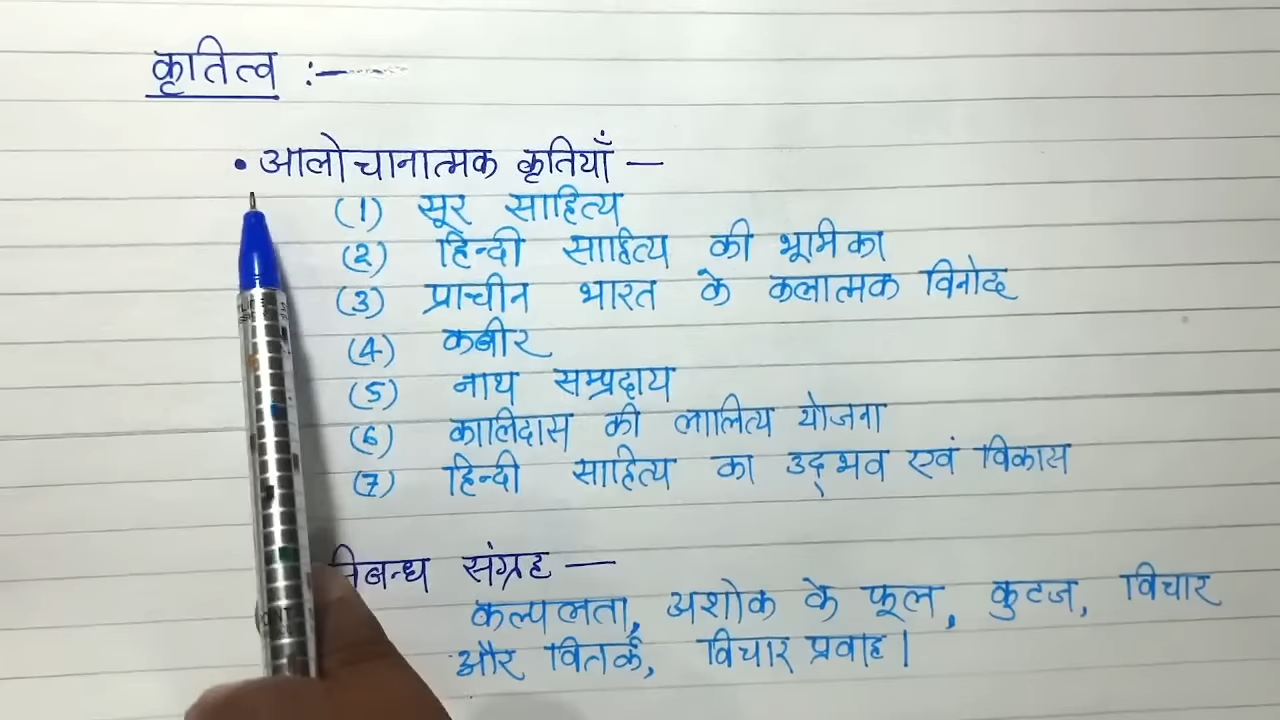 कृतित्व :—
• आलोचानात्मक कृतियाँ —
(1) सूर साहित्य
(2) हिन्दी साहित्य की भूमिका
(3) प्राचीन भारत के कलात्मक विनोद
(4) कबीर
(5) नाथ सम्प्रदाय
(6) कालिदास की लालित्य योजना
(7) हिन्दी साहित्य का उद्‌भव एवं विकास
निबन्ध संग्रह —
कल्पलता, अशोक के फूल, कुटज, विचार
और वितर्क, विचार प्रवाह।